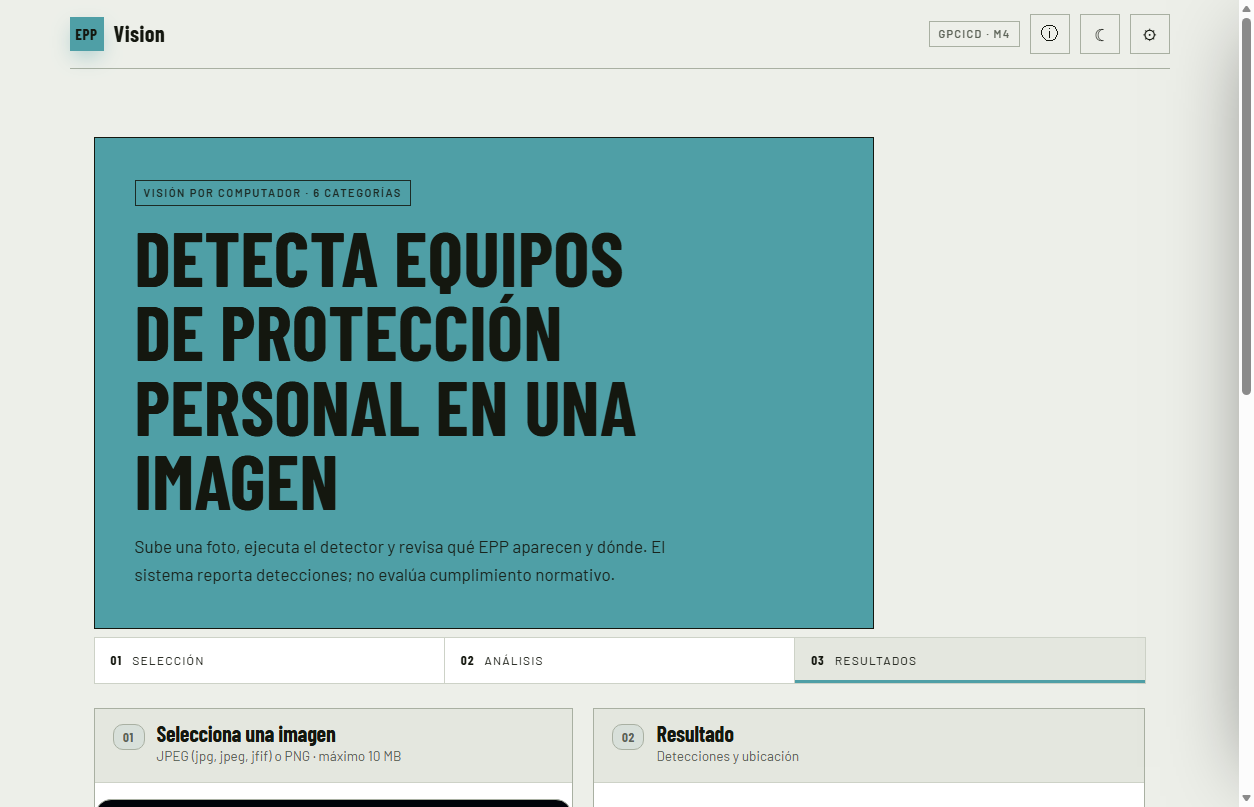 EPP Vision
GPCICD · M4
VISIÓN POR COMPUTADOR · 6 CATEGORÍAS
DETECTA EQUIPOS
DE PROTECCIÓN
PERSONAL EN UNA
IMAGEN
Sube una foto, ejecuta el detector y revisa qué EPP aparecen y dónde. El
sistema reporta detecciones; no evalúa cumplimiento normativo.
01 SELECCIÓN
02 ANÁLISIS
03 RESULTADOS
01 Selecciona una imagen
JPEG (jpg, jpeg, jfif) o PNG · máximo 10 MB
02 Resultado
Detecciones y ubicación